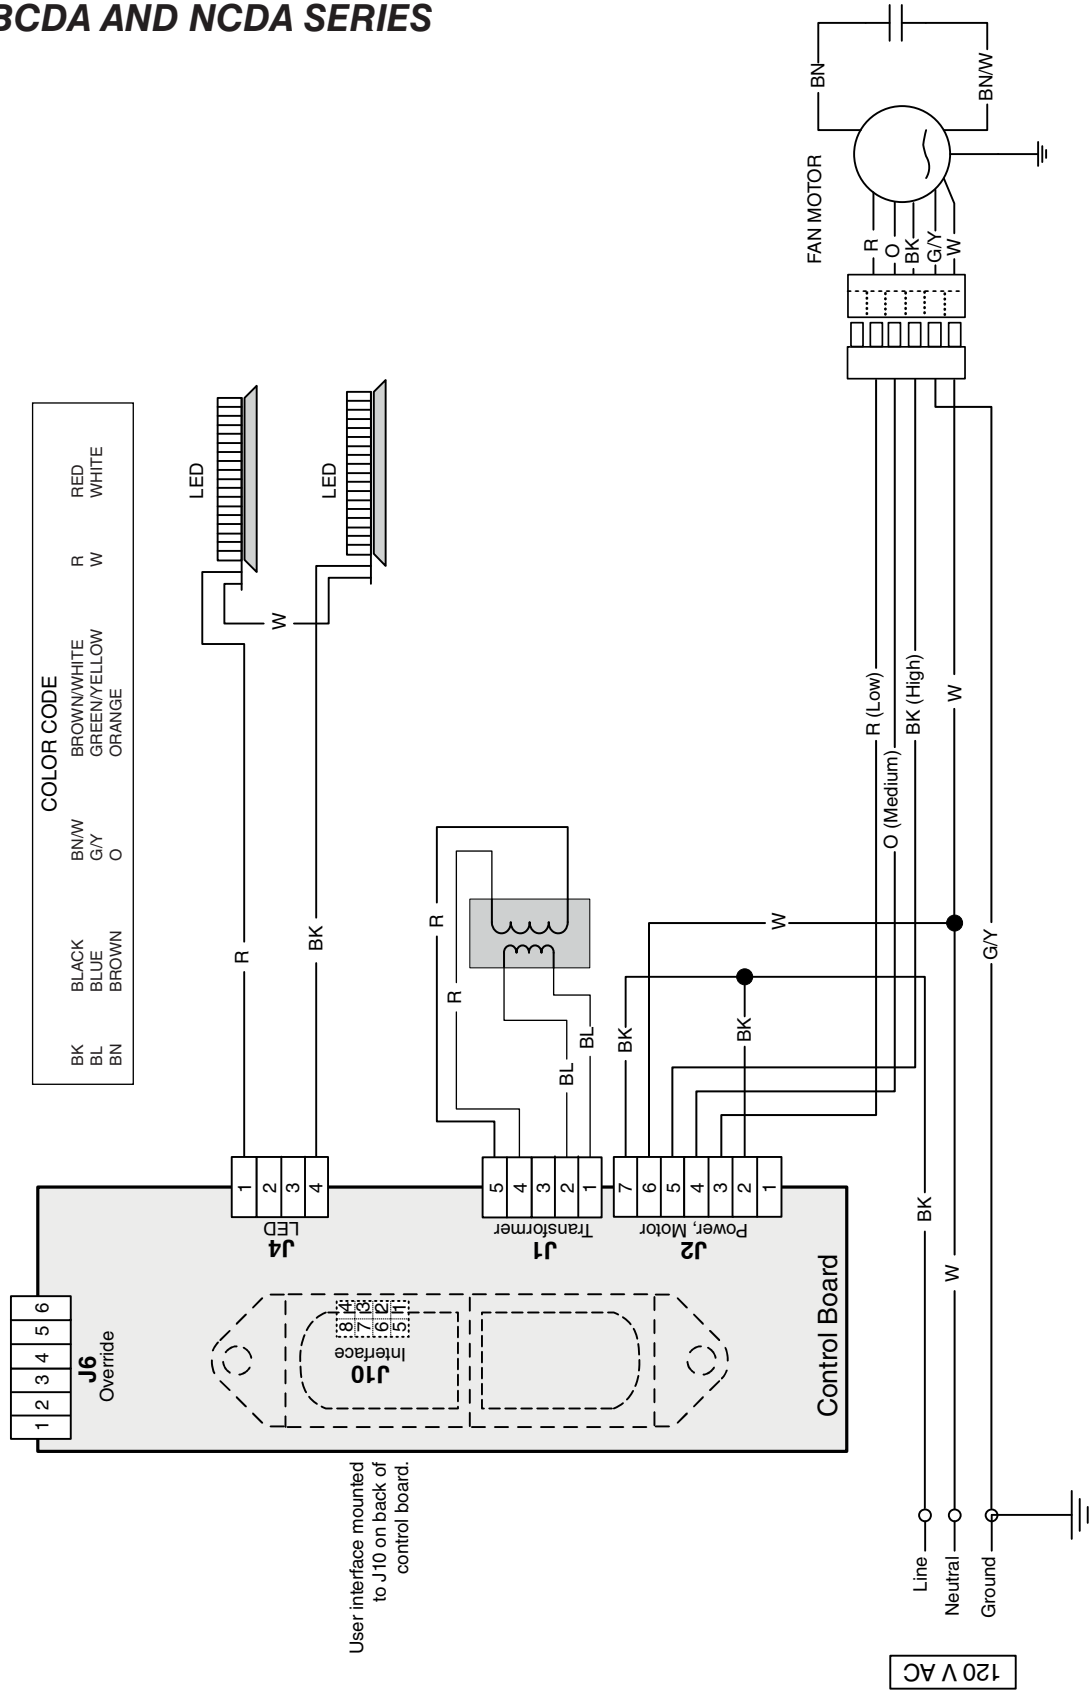 BCDA AND NCDA SERIES
COLOR CODE
BK BLACK BN/W BROWN/WHITE R RED
BL BLUE G/Y GREEN/YELLOW W WHITE
BN BROWN O ORANGE
BN
BN/W
FAN MOTOR
R
O
BK
G/Y
W
LED
LED
W
R
BK
R
R
BL
BL
BK
BK
W
R (Low)
O (Medium)
BK (High)
W
G/Y
BK
W
1
2
3
4
LED
J4
5
4
3
2
1
Transformer
J1
7
6
5
4
3
2
1
Power, Motor
J2
1 2 3 4 5 6
J6
Override
8 4
7 3
6 2
5 1
Interface
J10
Control Board
User interface mounted
to J10 on back of
control board.
Line
Neutral
Ground
120 V AC